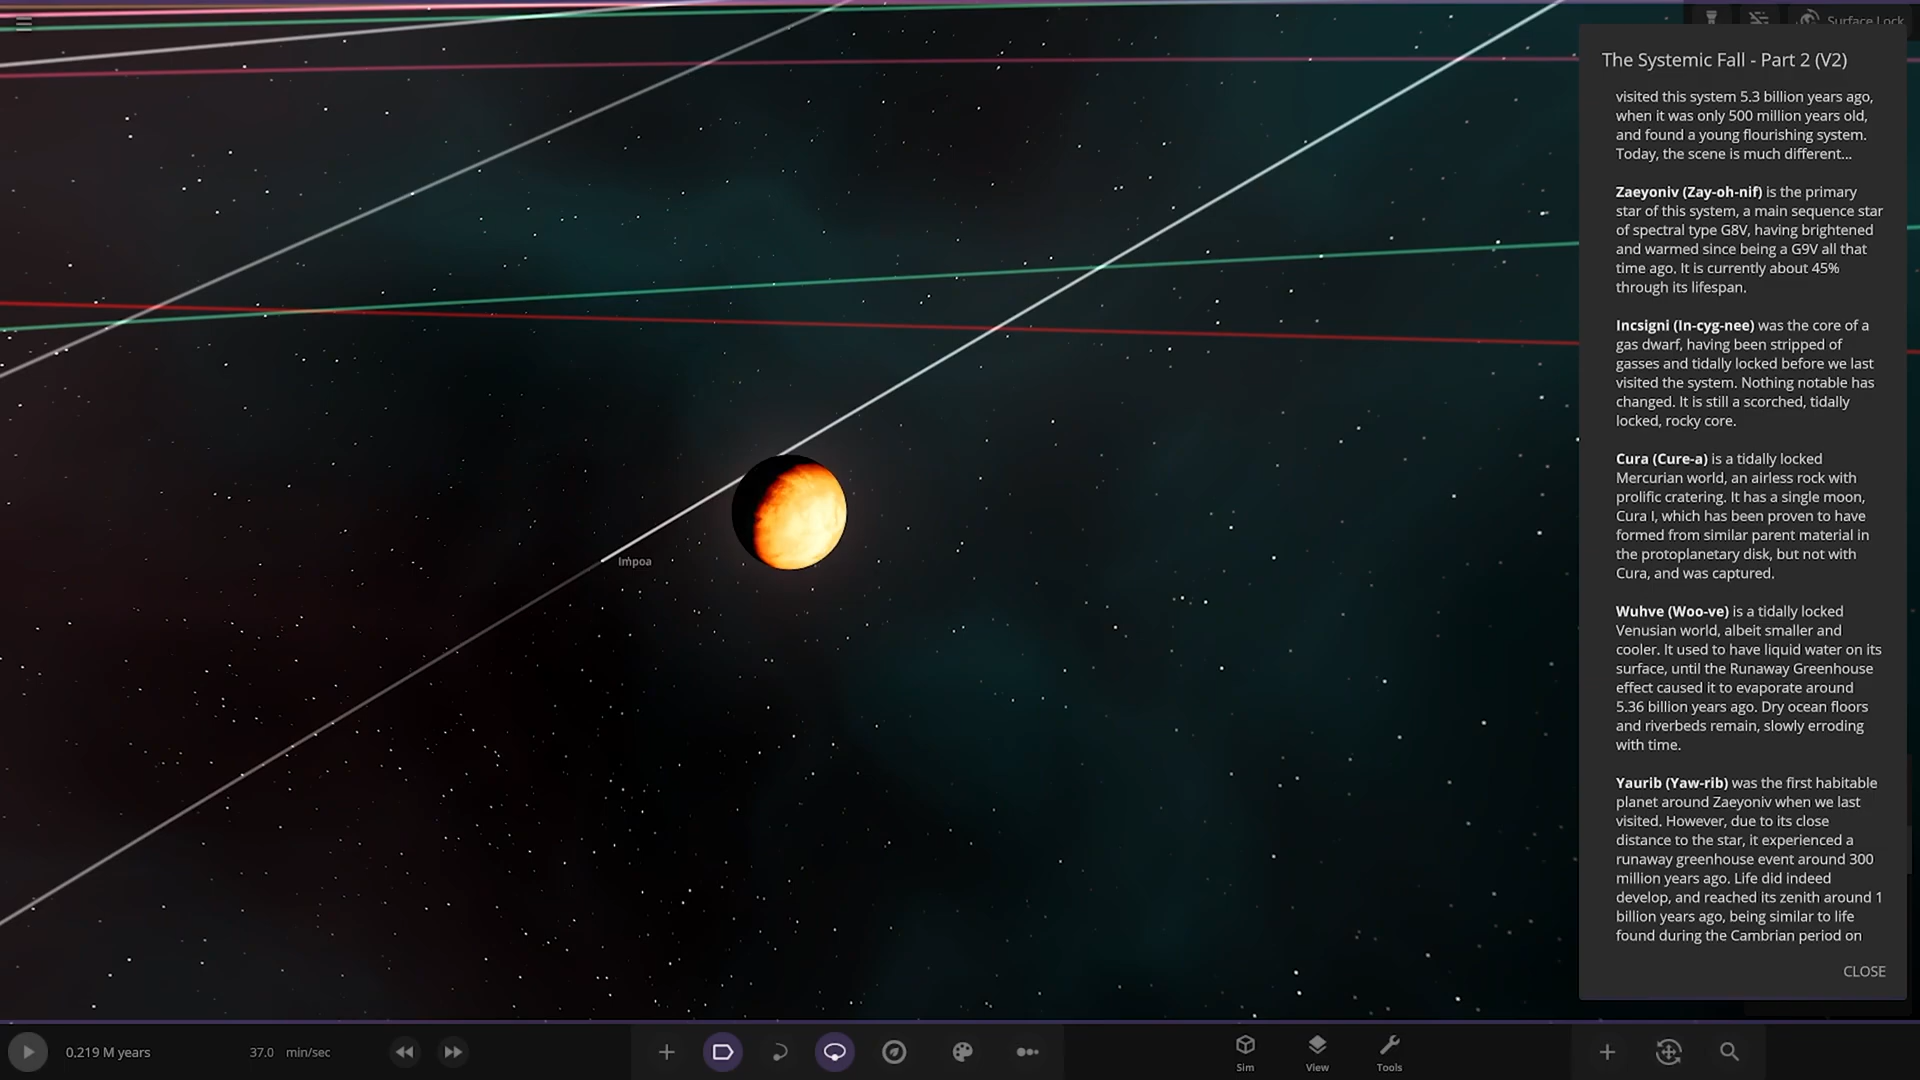 Surface Lock
The Systemic Fall - Part 2 (V2)
visited this system 5.3 billion years ago,
when it was only 500 million years old,
and found a young flourishing system.
Today, the scene is much different...
Zaeyoniv (Zay-oh-nif) is the primary
star of this system, a main sequence star
of spectral type G8V, having brightened
and warmed since being a G9V all that
time ago. It is currently about 45%
through its lifespan.
Incsigni (In-cyg-nee) was the core of a
gas dwarf, having been stripped of
gasses and tidally locked before we last
visited the system. Nothing notable has
changed. It is still a scorched, tidally
locked, rocky core.
Cura (Cure-a) is a tidally locked
Mercurian world, an airless rock with
prolific cratering. It has a single moon,
Cura I, which has been proven to have
formed from similar parent material in
the protoplanetary disk, but not with
Cura, and was captured.
Wuhve (Woo-ve) is a tidally locked
Venusian world, albeit smaller and
cooler. It used to have liquid water on its
surface, until the Runaway Greenhouse
effect caused it to evaporate around
5.36 billion years ago. Dry ocean floors
and riverbeds remain, slowly erroding
with time.
Yaurib (Yaw-rib) was the first habitable
planet around Zaeyoniv when we last
visited. However, due to its close
distance to the star, it experienced a
runaway greenhouse event around 300
million years ago. Life did indeed
develop, and reached its zenith around 1
billion years ago, being similar to life
found during the Cambrian period on
CLOSE
Impoa
0.219 M years
37.0 min/sec
Sim
View
Tools